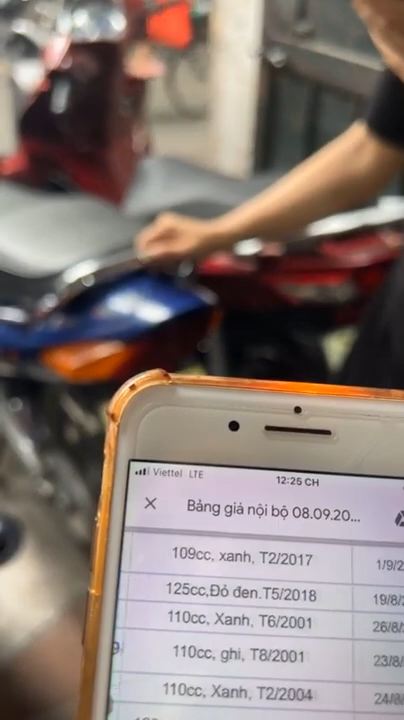 Viettel LTE 12:25 CH
Bảng giá nội bộ 08.09.20...
109cc, xanh, T2/2017 1/9/2
125cc,Đỏ đen.T5/2018 19/8/
110cc, Xanh, T6/2001 26/8/
110cc, ghi, T8/2001 23/8/
110cc, Xanh, T2/2004 24/8/